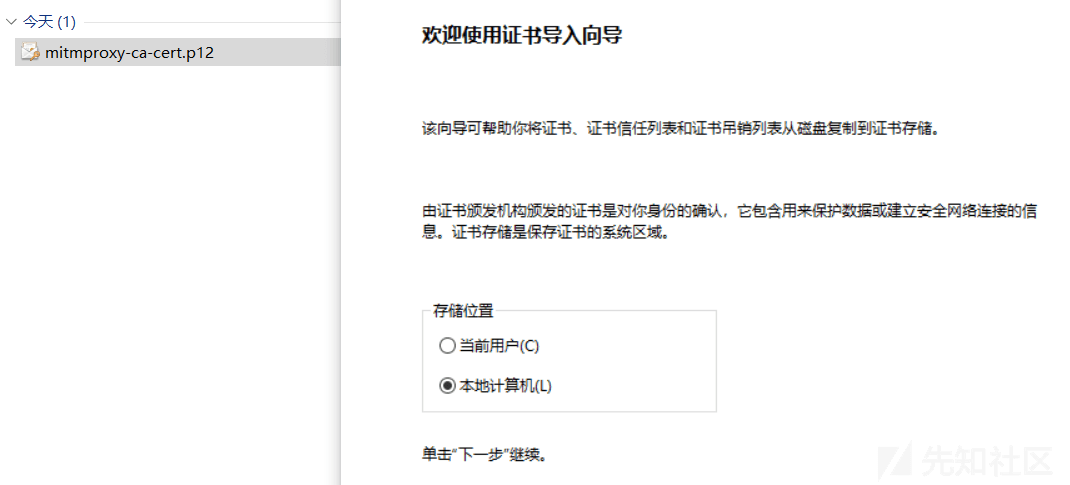 今天 (1)
mitmproxy-ca-cert.p12
欢迎使用证书导入向导
该向导可帮助你将证书、证书信任列表和证书吊销列表从磁盘复制到证书存储。
由证书颁发机构颁发的证书是对你身份的确认，它包含用来保护数据或建立安全网络连接的信
息。证书存储是保存证书的系统区域。
存储位置
当前用户(C)
本地计算机(L)
单击“下一步”继续。
先知社区